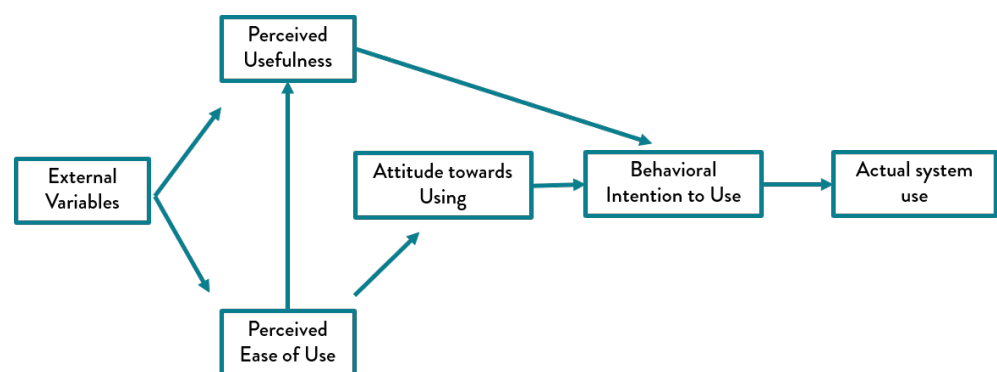 Perceived
Usefulness
External
Variables
Attitude towards
Using
Behavioral
Intention to Use
Actual system
use
Perceived
Ease of Use